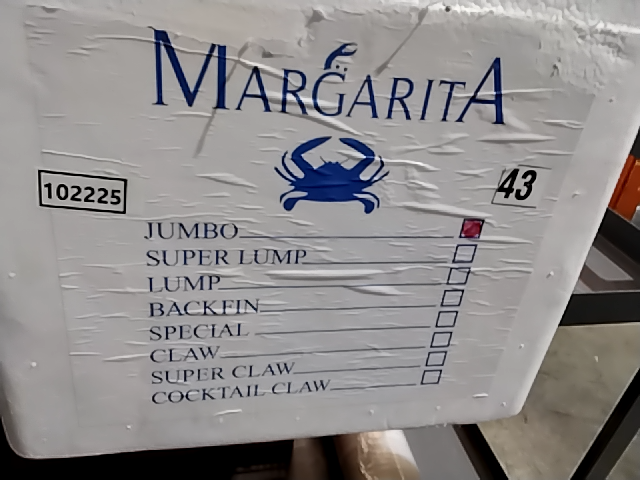 MARGARITA
102225
43
JUMBO
SUPER LUMP
LUMP
BACKFIN
SPECIAL
CLAW
SUPER CLAW
COCKTAIL CLAW